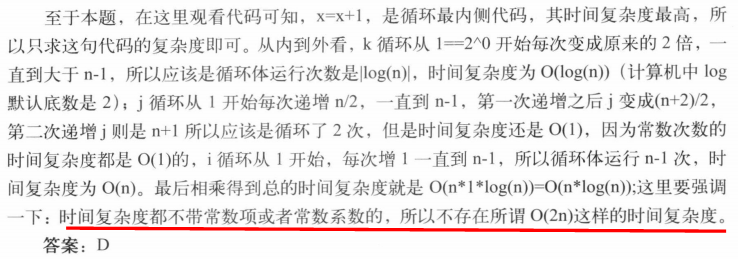 至于本题，在这里观看代码可知，x=x+1，是循环最内侧代码，其时间复杂度最高，所
以只求这句代码的复杂度即可。从内到外看，k 循环从 1==2^0 开始每次变成原来的 2 倍，一
直到大于 n-1，所以应该是循环体运行次数是|log(n)|，时间复杂度为 O(log(n))（计算机中 log
默认底数是 2）；j 循环从 1 开始每次递增 n/2，一直到 n-1，第一次递增之后 j 变成(n+2)/2，
第二次递增 j 则是 n+1 所以应该是循环了 2 次，但是时间复杂度还是 O(1)，因为常数次数的
时间复杂度都是 O(1)的，i 循环从 1 开始，每次增 1 一直到 n-1，所以循环体运行 n-1 次，时
间复杂度为 O(n)。最后相乘得到总的时间复杂度就是 O(n*1*log(n))=O(n*log(n));这里要强调
一下：时间复杂度都不带常数项或者常数系数的，所以不存在所谓 O(2n)这样的时间复杂度。
答案：D